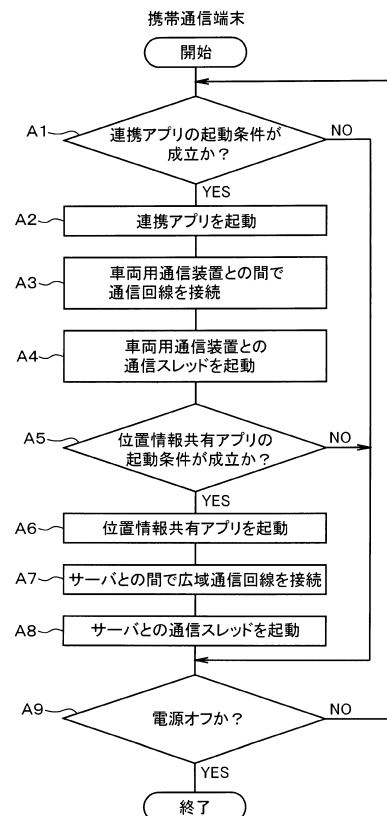 携帯通信端末
開始
A1
連携アプリの起動条件が
成立か？
NO
YES
A2
連携アプリを起動
A3
車両用通信装置との間で
通信回線を接続
A4
車両用通信装置との
通信スレッドを起動
A5
位置情報共有アプリの
起動条件が成立か？
NO
YES
A6
位置情報共有アプリを起動
A7
サーバとの間で広域通信回線を接続
A8
サーバとの通信スレッドを起動
A9
電源オフか？
NO
YES
終了